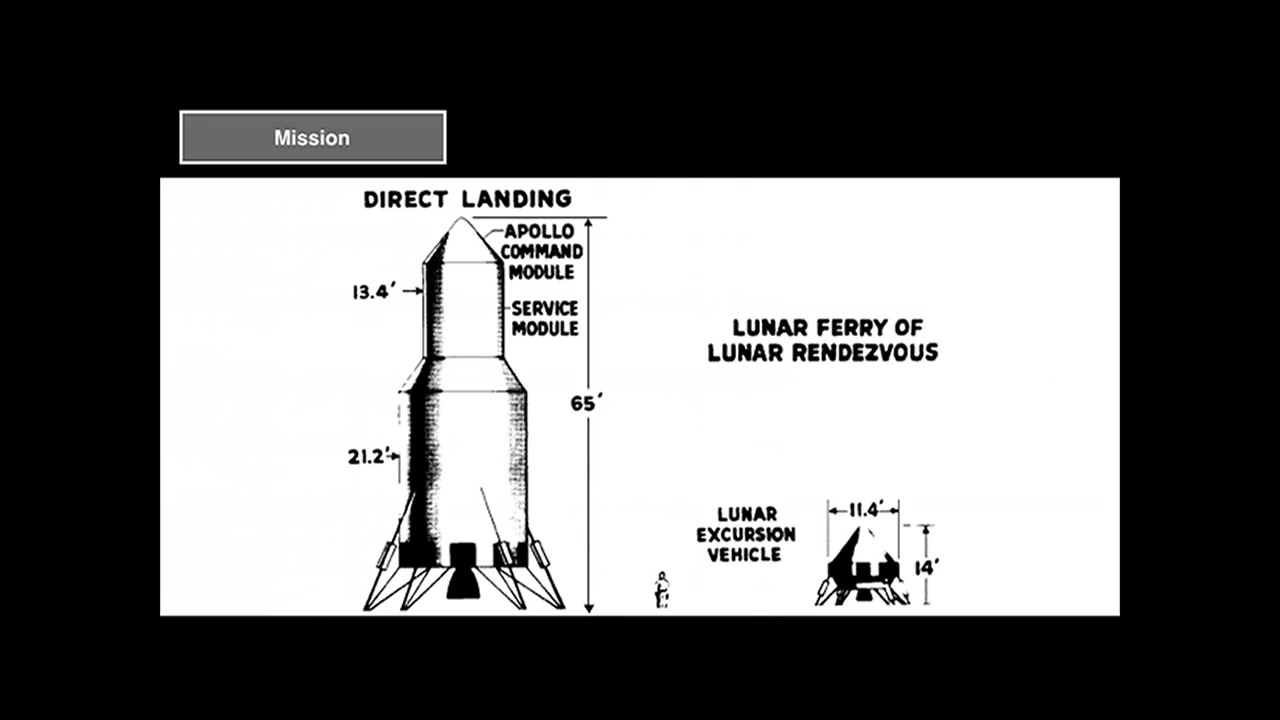 Mission
DIRECT LANDING
APOLLO
COMMAND
MODULE
13.4'
SERVICE
MODULE
65'
21.2'
LUNAR FERRY OF
LUNAR RENDEZVOUS
LUNAR
EXCURSION
VEHICLE
11.4'
14'